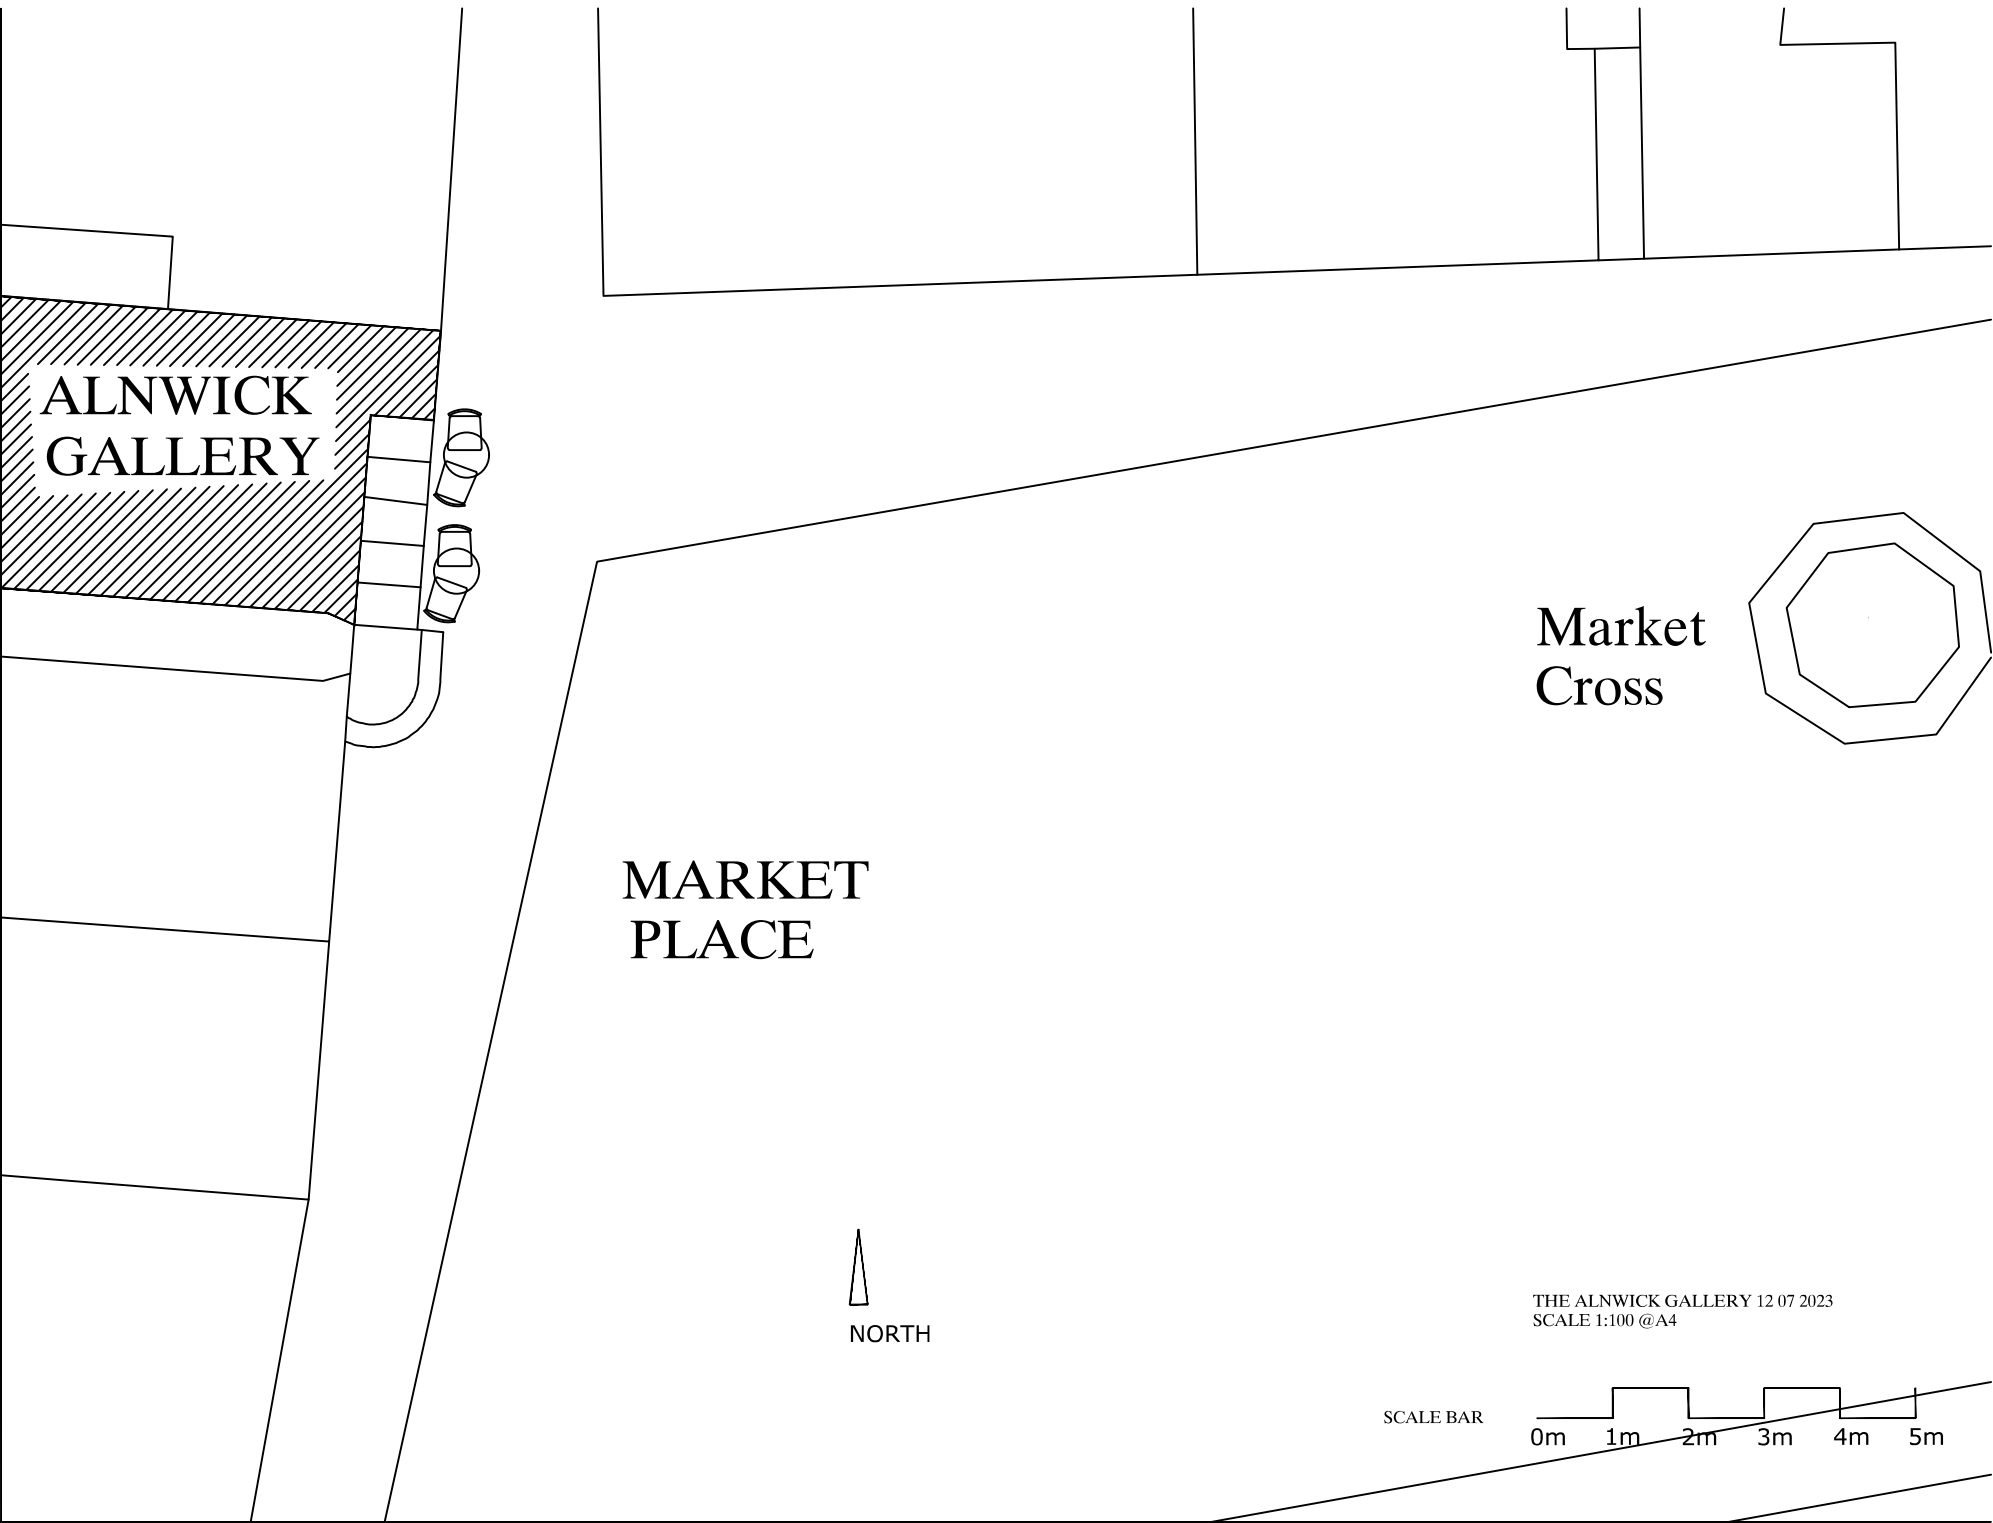 ALNWICK
GALLERY
Market
Cross
MARKET
PLACE
NORTH
THE ALNWICK GALLERY 12 07 2023
SCALE 1:100 @A4
SCALE BAR
0m 1m 2m 3m 4m 5m